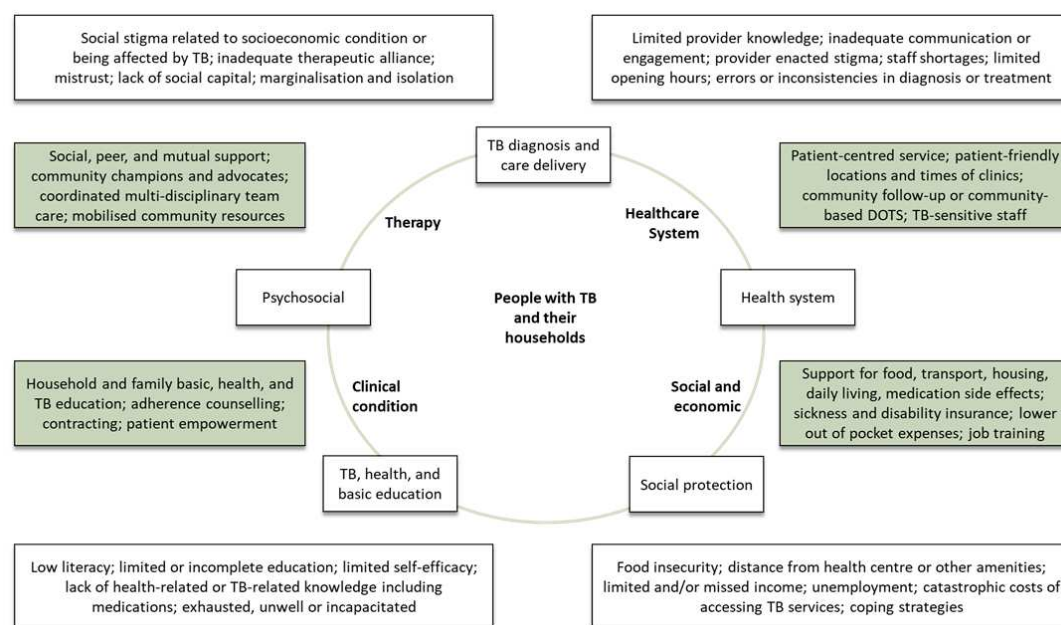 Social stigma related to socioeconomic condition or
being affected by TB; inadequate therapeutic alliance;
mistrust; lack of social capital; marginalisation and isolation
Limited provider knowledge; inadequate communication or
engagement; provider enacted stigma; staff shortages; limited
opening hours; errors or inconsistencies in diagnosis or treatment
TB diagnosis and
care delivery
Social, peer, and mutual support;
community champions and advocates;
coordinated multi-disciplinary team
care; mobilised community resources
Patient-centred service; patient-friendly
locations and times of clinics;
community follow-up or community-
based DOTS; TB-sensitive staff
Therapy
Healthcare
System
Psychosocial
People with TB
and their
households
Health system
Household and family basic, health, and
TB education; adherence counselling;
contracting; patient empowerment
Clinical
condition
Social and
economic
Support for food, transport, housing,
daily living, medication side effects;
sickness and disability insurance; lower
out of pocket expenses; job training
TB, health, and
basic education
Social protection
Low literacy; limited or incomplete education; limited self-efficacy;
lack of health-related or TB-related knowledge including
medications; exhausted, unwell or incapacitated
Food insecurity; distance from health centre or other amenities;
limited and/or missed income; unemployment; catastrophic costs of
accessing TB services; coping strategies